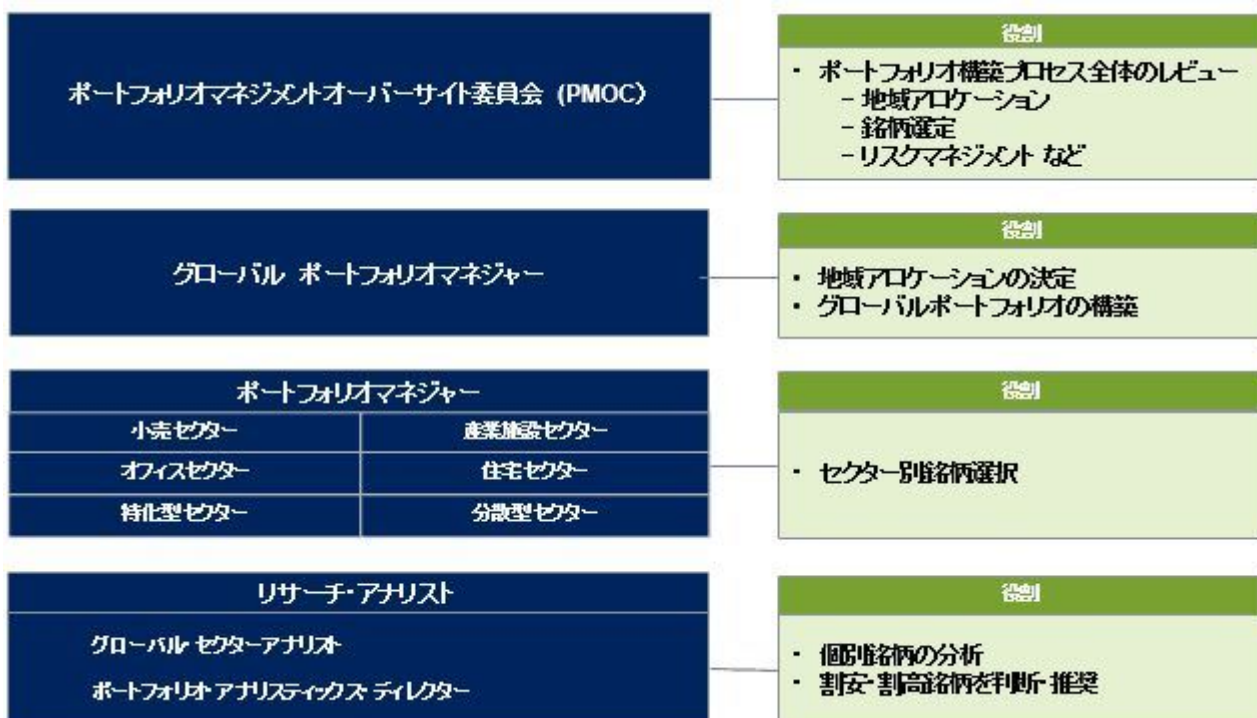 ポートフォリオマネジメントオーバーサイト委員会 (PMOC)
役割
・ ポートフォリオ構築プロセス全体のレビュー
– 地域アロケーション
– 銘柄選定
– リスクマネジメント など
グローバル ポートフォリオマネジャー
役割
・ 地域アロケーションの決定
・ グローバルポートフォリオの構築
ポートフォリオマネジャー
小売セクター
産業施設セクター
オフィスセクター
住宅セクター
特化型セクター
分散型セクター
役割
・ セクター別銘柄選択
リサーチ・アナリスト
グローバル・セクターアナリスト
ポートフォリオ・アナリスティックス・ディレクター
役割
・ 個別銘柄の分析
・ 割安・割高銘柄を判断・推奨